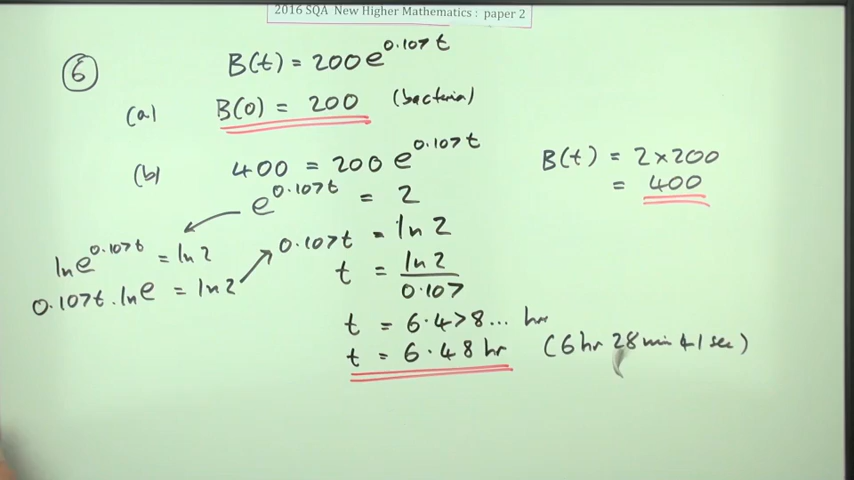 2016 SQA New Higher Mathematics : paper 2
6
B(t) = 200e^0.107t
(a) B(0) = 200 (bacteria)
(b) 400 = 200 e^0.107t
B(t) = 2×200
= 400
e^0.107t = 2
ln e^0.107t = ln 2
0.107t . ln e = ln 2
0.107t = ln 2
t = ln 2 / 0.107
t = 6.478... hr
t = 6.48 hr (6 hr 28 min 41 sec)